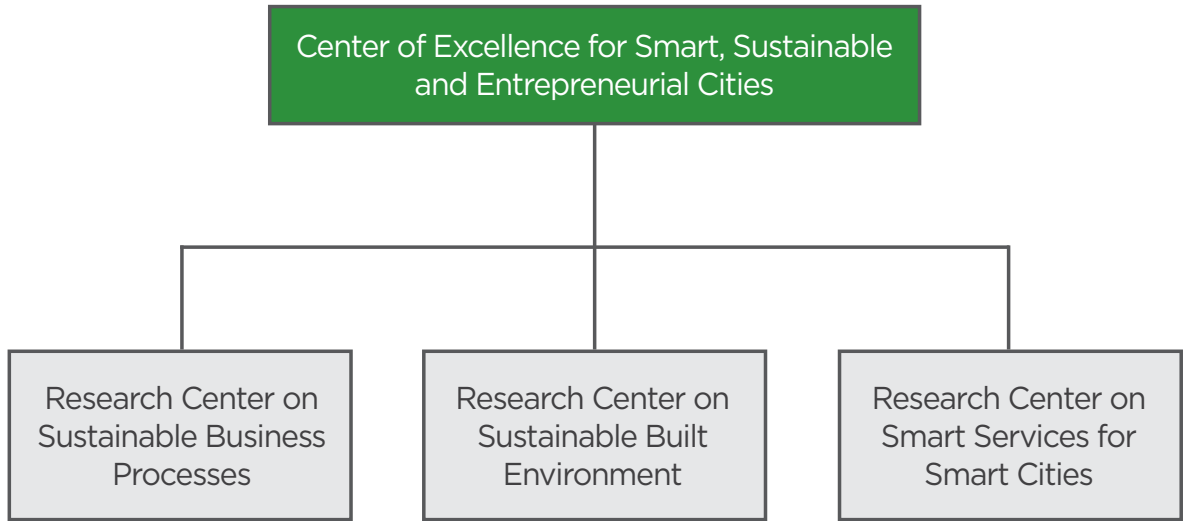 Center of Excellence for Smart, Sustainable
and Entrepreneurial Cities
Research Center on
Sustainable Business
Processes
Research Center on
Sustainable Built
Environment
Research Center on
Smart Services for
Smart Cities